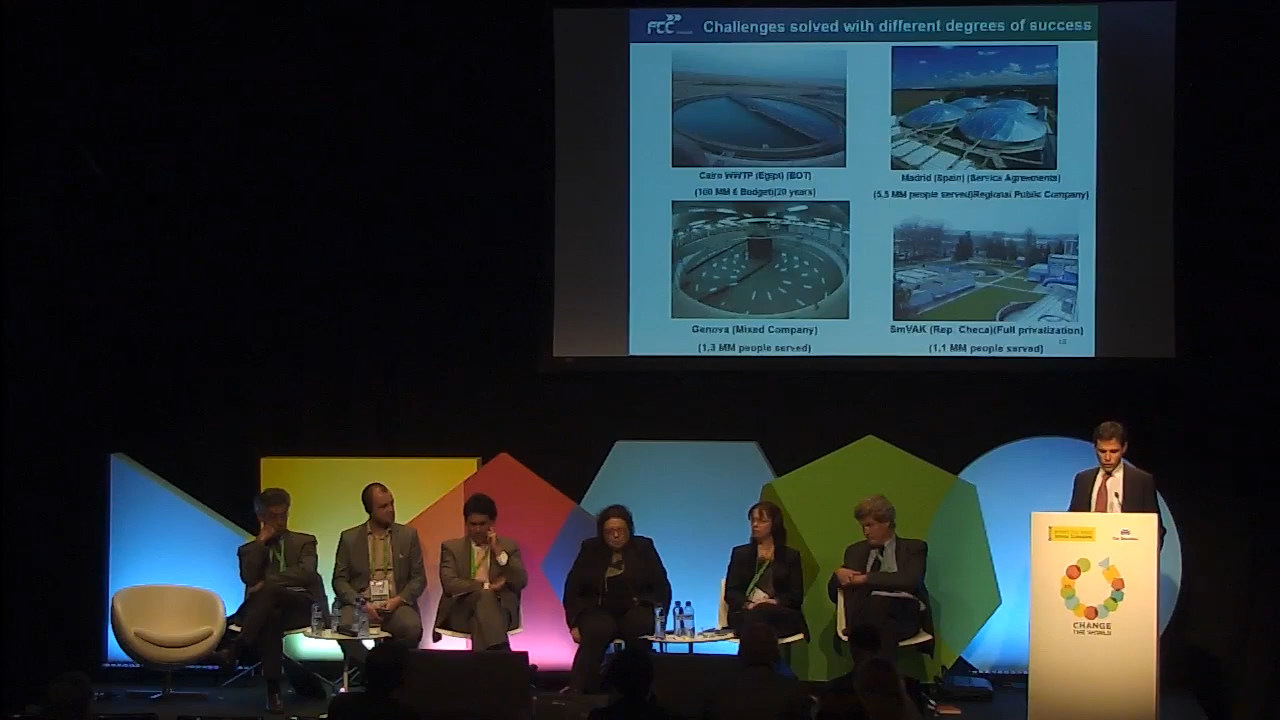 FCC
Challenges solved with different degrees of success
Cairo WWTP (Egipt) (BOT)
(160 MM € Budget)(20 years)
Madrid (Spain) (Service Agreements)
(5,5 MM people served)Regional Public Company)
Genova (Mixed Company)
(1,3 MM people served)
SmVAK (Rep. Checa)(Full privatization)
(1,1 MM people served)
CHANGE
THE WORLD